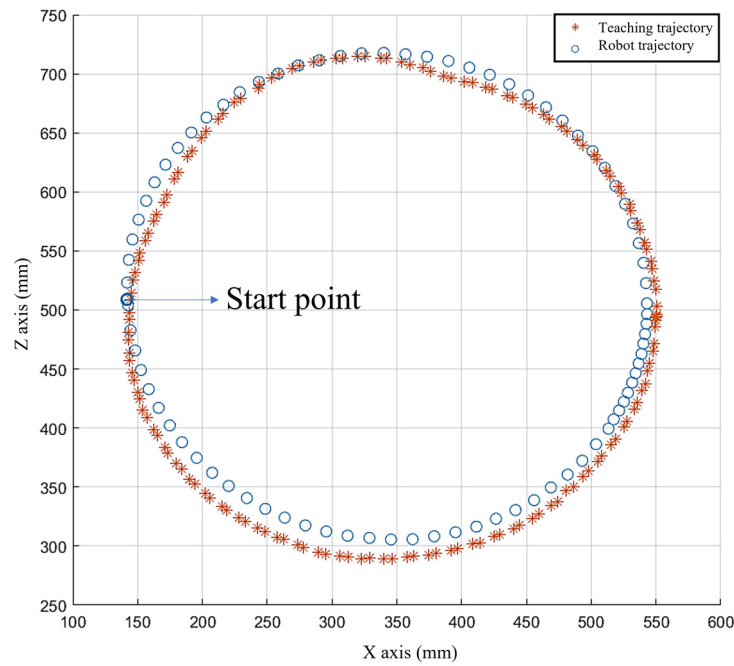 750
Teaching trajectory
Robot trajectory
700
650
600
550
Start point
500
450
400
350
300
250
100 150 200 250 300 350 400 450 500 550 600
Z axis (mm)
X axis (mm)